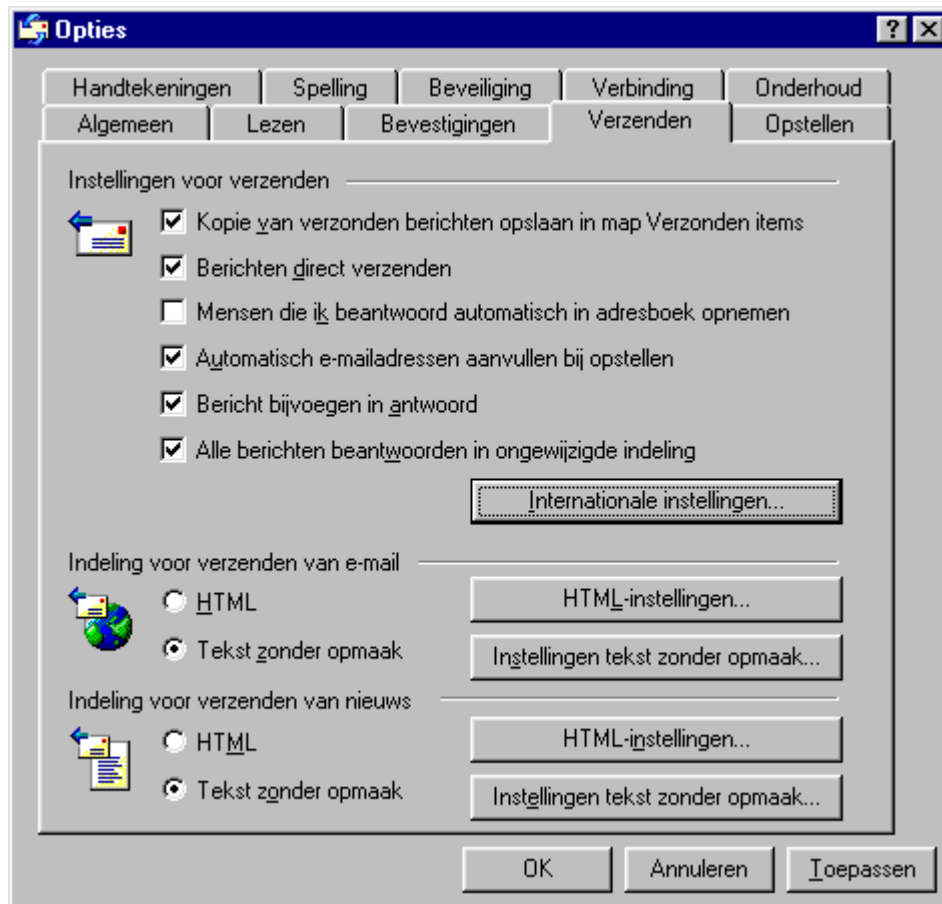 Opties
Handtekeningen Spelling Beveiliging Verbinding Onderhoud
Algemeen Lezen Bevestigingen Verzenden Opstellen
Instellingen voor verzenden
Kopie van verzonden berichten opslaan in map Verzonden items
Berichten direct verzenden
Mensen die ik beantwoord automatisch in adresboek opnemen
Automatisch e-mailadressen aanvullen bij opstellen
Bericht bijvoegen in antwoord
Alle berichten beantwoorden in ongewijzigde indeling
Internationale instellingen...
Indeling voor verzenden van e-mail
HTML HTML-instellingen...
Tekst zonder opmaak Instellingen tekst zonder opmaak...
Indeling voor verzenden van nieuws
HTML HTML-instellingen...
Tekst zonder opmaak Instellingen tekst zonder opmaak...
OK Annuleren Toepassen